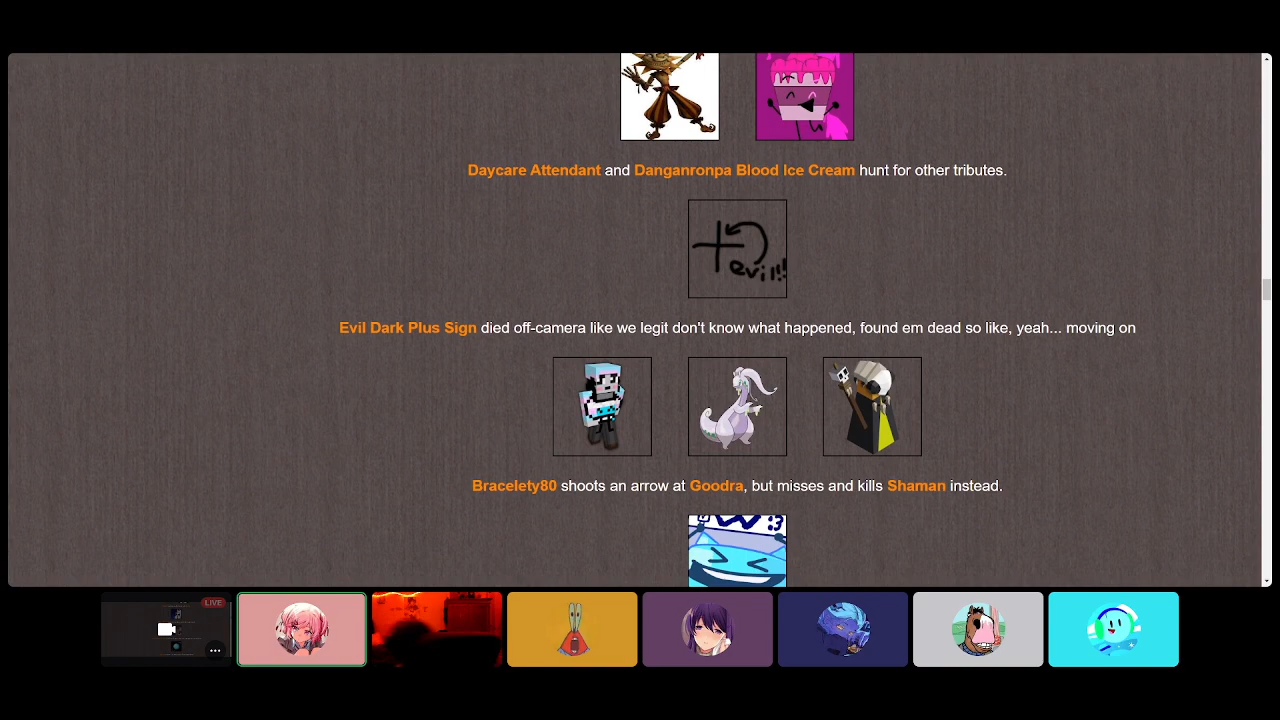 Daycare Attendant and Danganronpa Blood Ice Cream hunt for other tributes.
evil!!
Evil Dark Plus Sign died off-camera like we legit don't know what happened, found em dead so like, yeah... moving on
Bracelety80 shoots an arrow at Goodra, but misses and kills Shaman instead.
W :3
LIVE